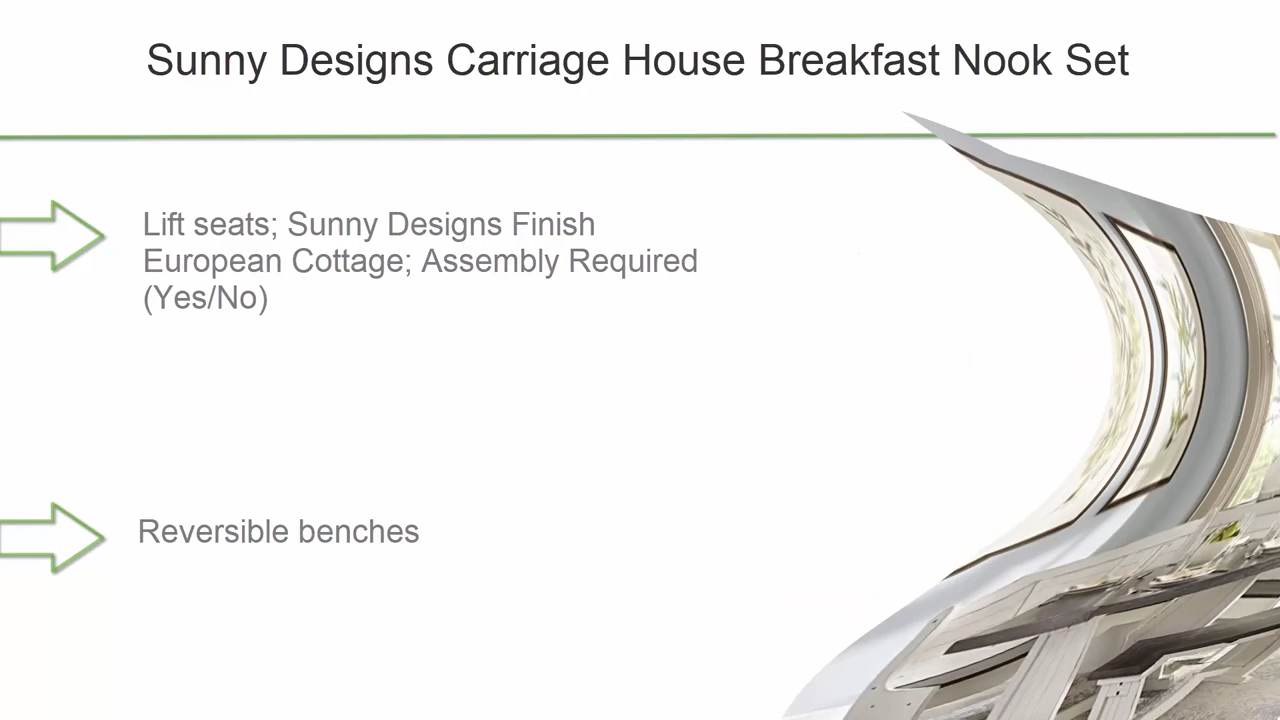 Sunny Designs Carriage House Breakfast Nook Set
Lift seats; Sunny Designs Finish
European Cottage; Assembly Required
(Yes/No)
Reversible benches